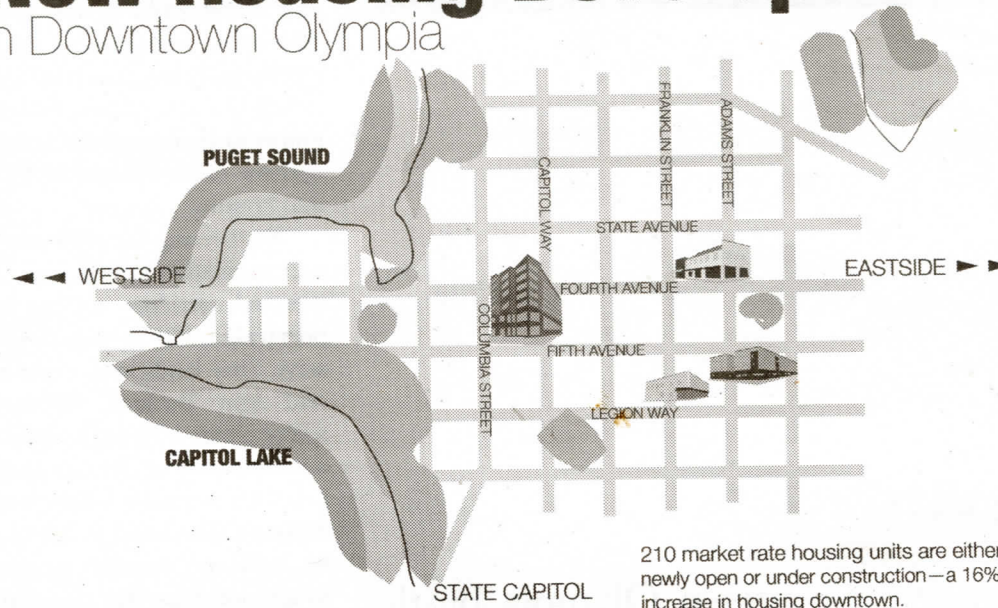 Downtown Olympia
PUGET SOUND
FRANKLIN STREET
ADAMS STREET
CAPITOL WAY
STATE AVENUE
◄ ◄ WESTSIDE
EASTSIDE ► ►
FOURTH AVENUE
COLUMBIA STREET
FIFTH AVENUE
LEGION WAY
CAPITOL LAKE
210 market rate housing units are either
newly open or under construction—a 16%
increase in housing downtown.
STATE CAPITOL